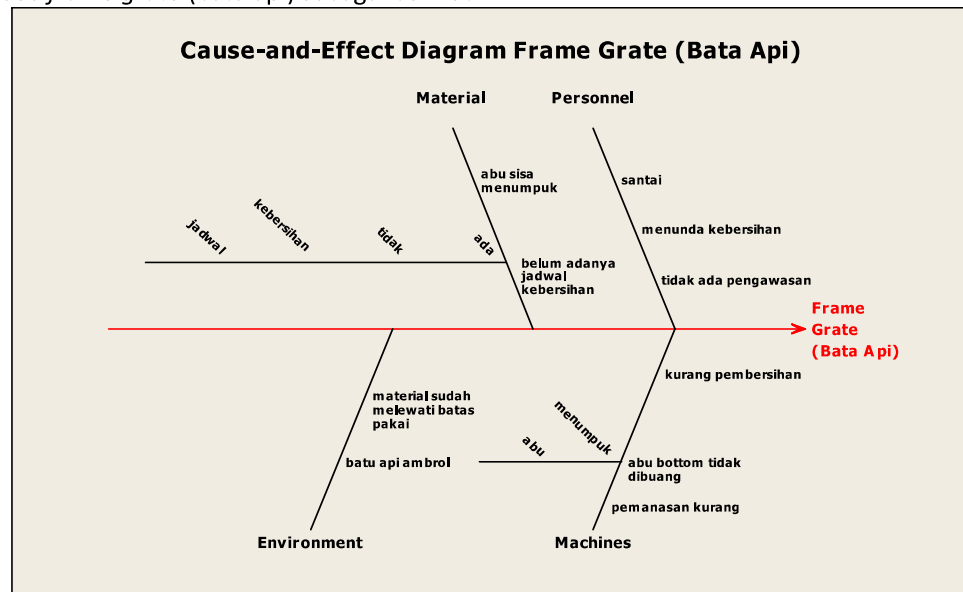 Cause-and-Effect Diagram Frame Grate (Bata Api)
Material
Personnel
abu sisa
menumpuk
santai
jadwal
kebersihan
tidak
ada
menunda kebersihan
belum adanya
jadwal
kebersihan
tidak ada pengawasan
Frame
Grate
(Bata Api)
kurang pembersihan
material sudah
melewati batas
pakai
menumpuk
abu
batu api ambrol
abu bottom tidak
dibuang
pemanasan kurang
Environment
Machines